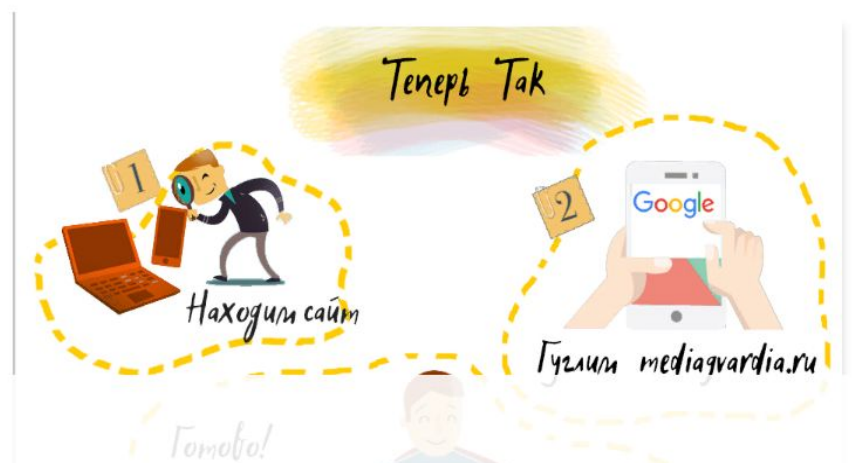 Теперь Так
1
Находим сайт
2
Google
Гуглим mediagvardia.ru
Готово!